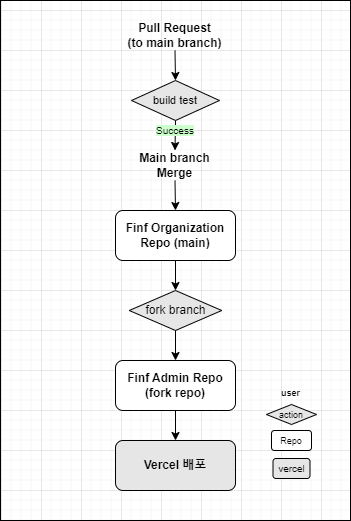 Pull Request
(to main branch)
build test
Success
Main branch
Merge
Finf Organization
Repo (main)
fork branch
Finf Admin Repo
(fork repo)
Vercel 배포
user
action
Repo
vercel